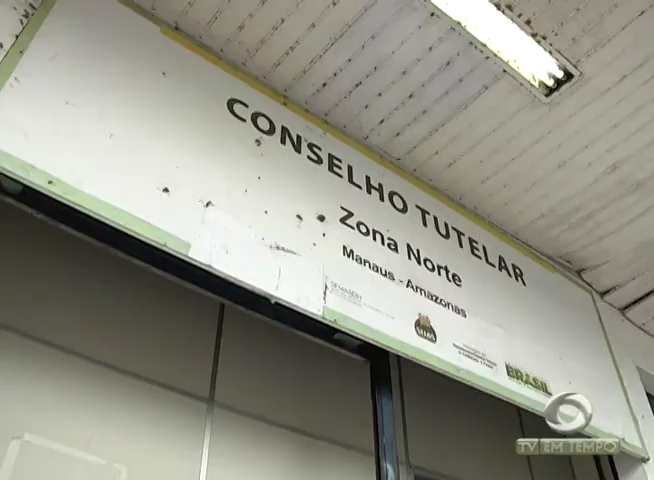 CONSELHO TUTELAR
Zona Norte
Manaus - Amazonas
BRASIL
TV EM TEMPO